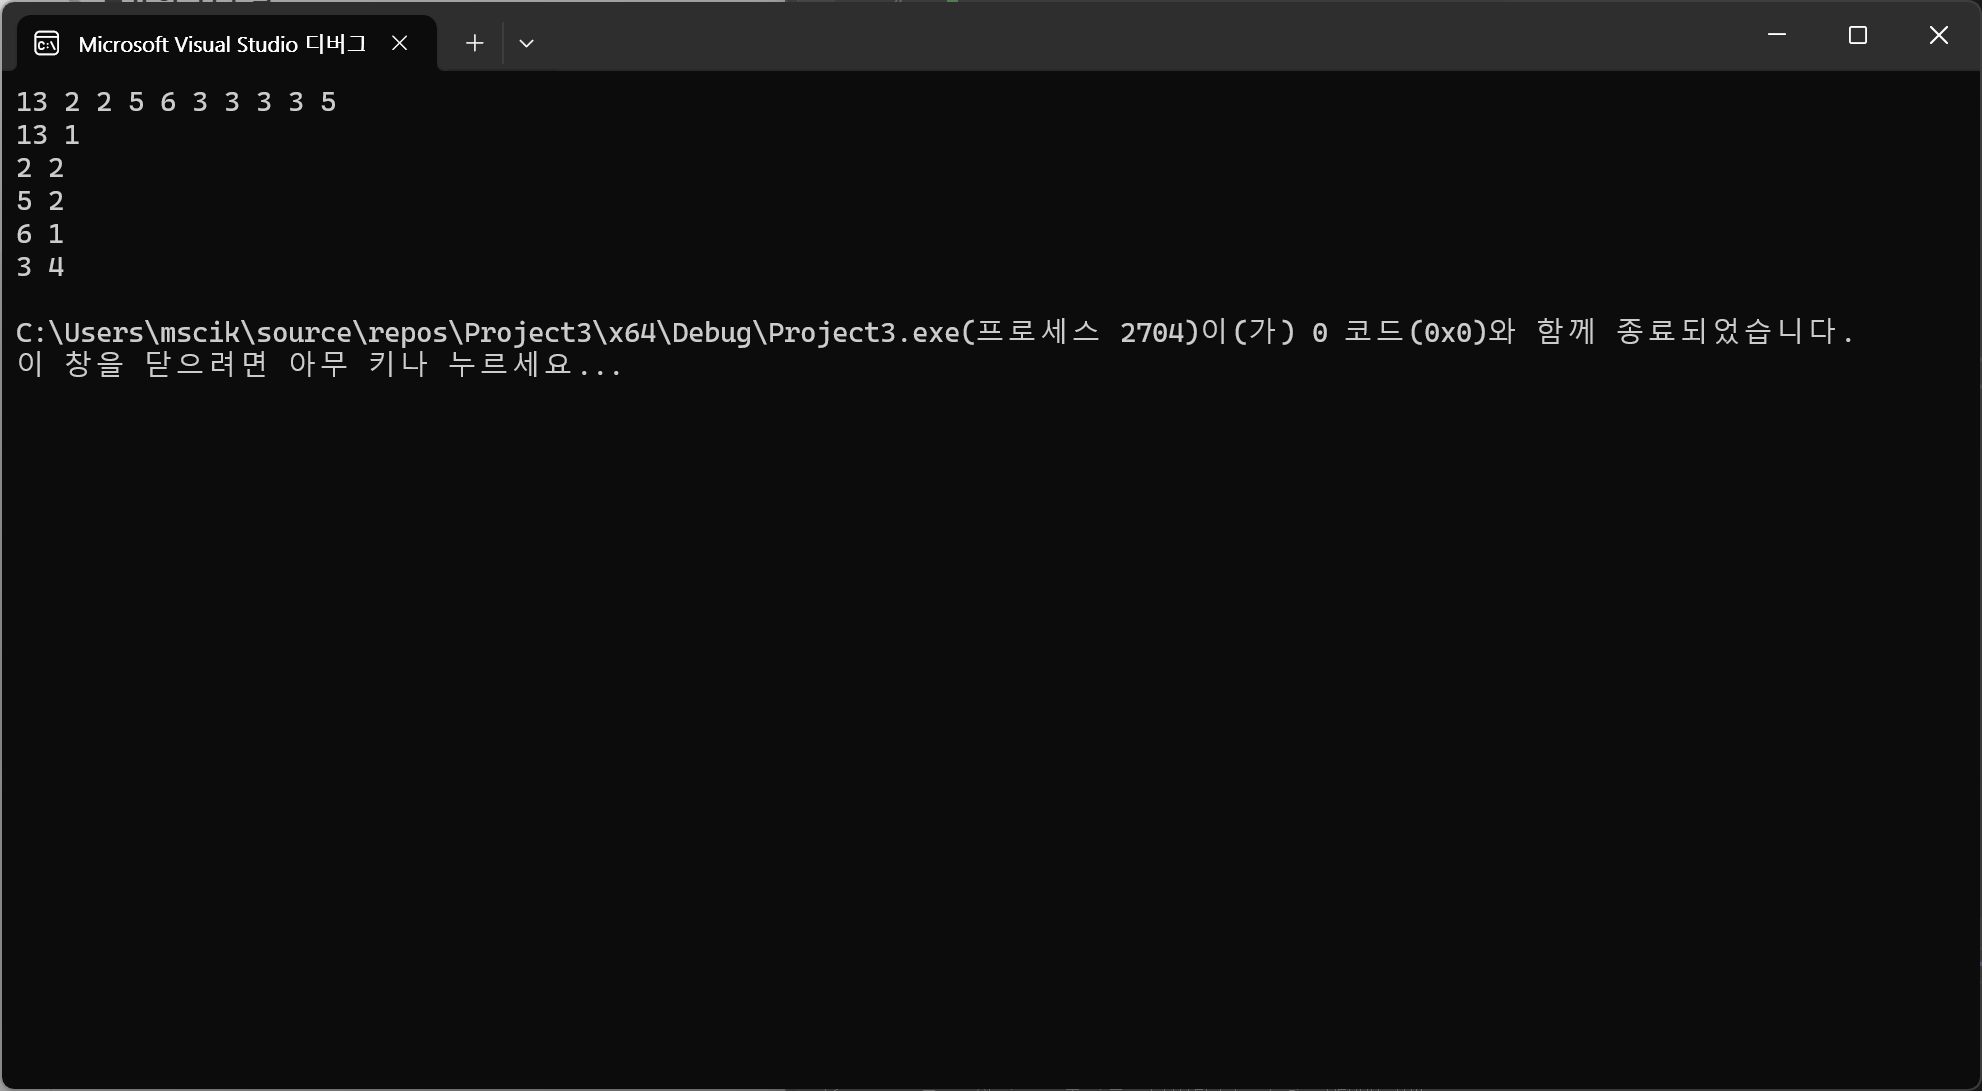 Microsoft Visual Studio 디버그
13 2 2 5 6 3 3 3 3 5
13 1
2 2
5 2
6 1
3 4
C:\Users\mscik\source\repos\Project3\x64\Debug\Project3.exe(프로세스 2704)이(가) 0 코드(0x0)와 함께 종료되었습니다.
이 창을 닫으려면 아무 키나 누르세요...